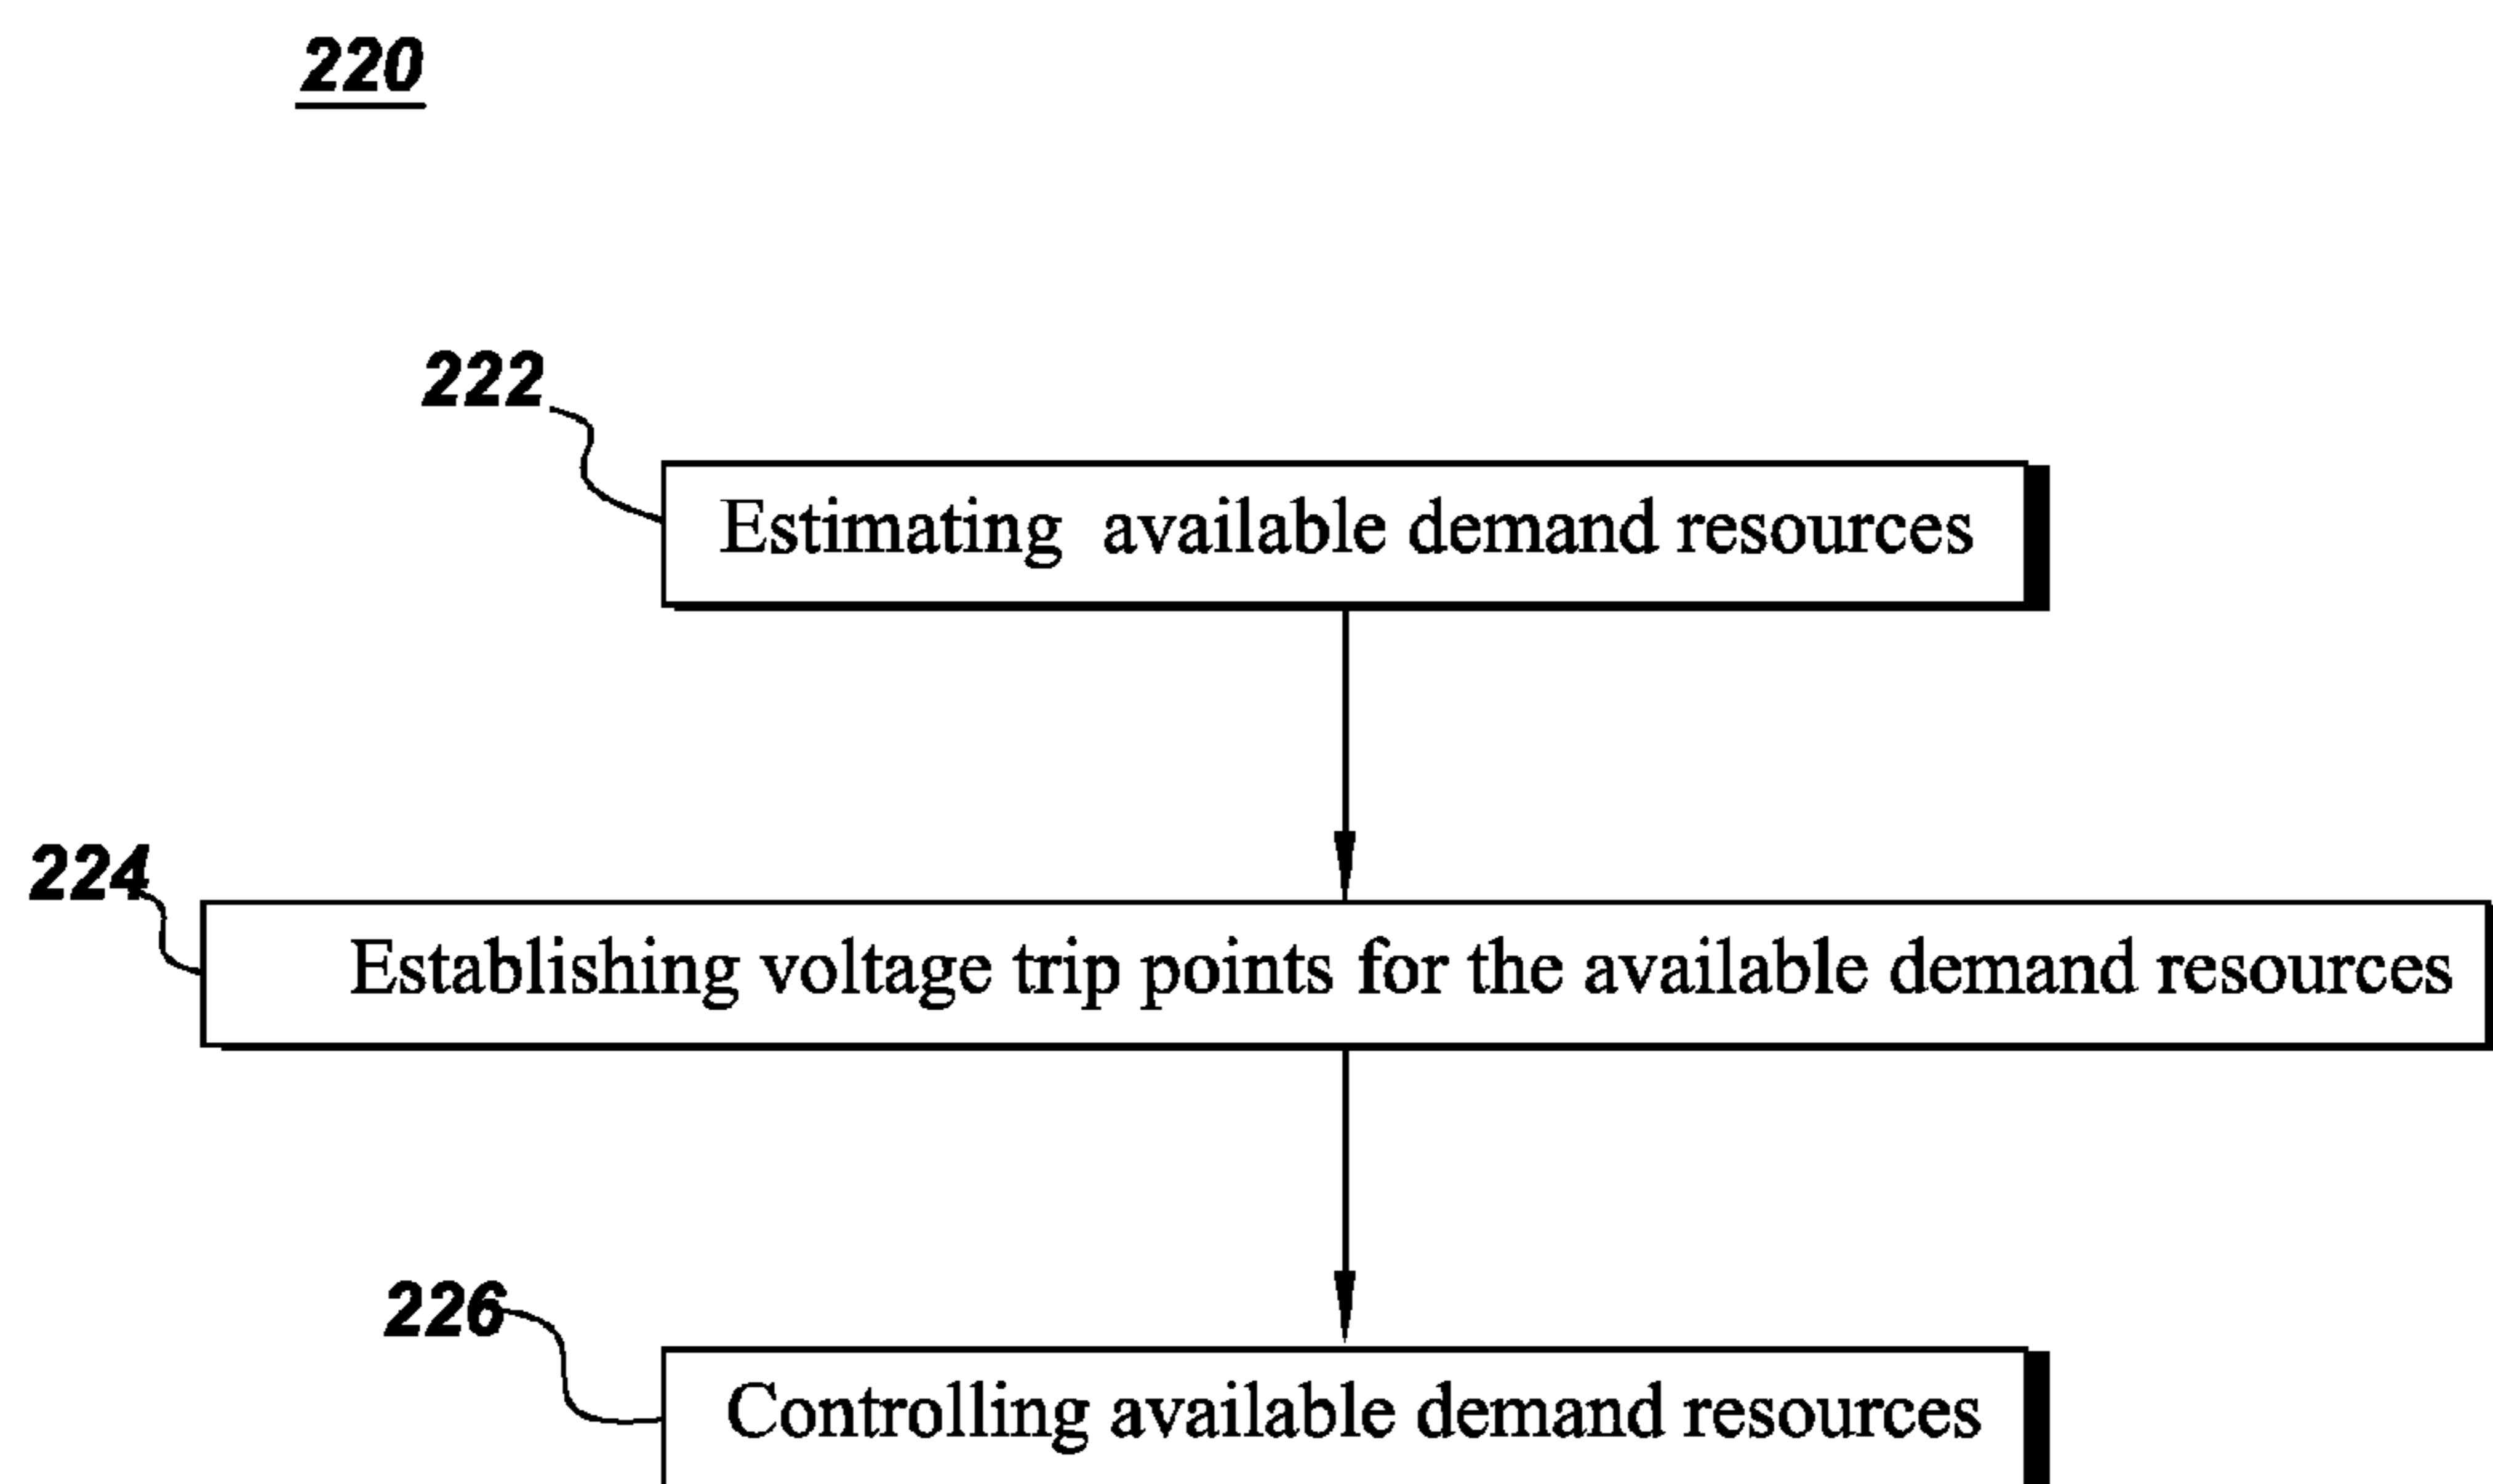 220
222
Estimating available demand resources
224
Establishing voltage trip points for the available demand resources
226
Controlling available demand resources